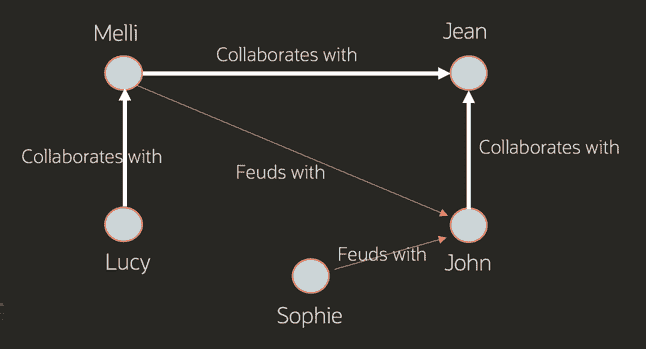 Melli
Jean
Collaborates with
Collaborates with
Collaborates with
Feuds with
Feuds with
Lucy
John
Sophie